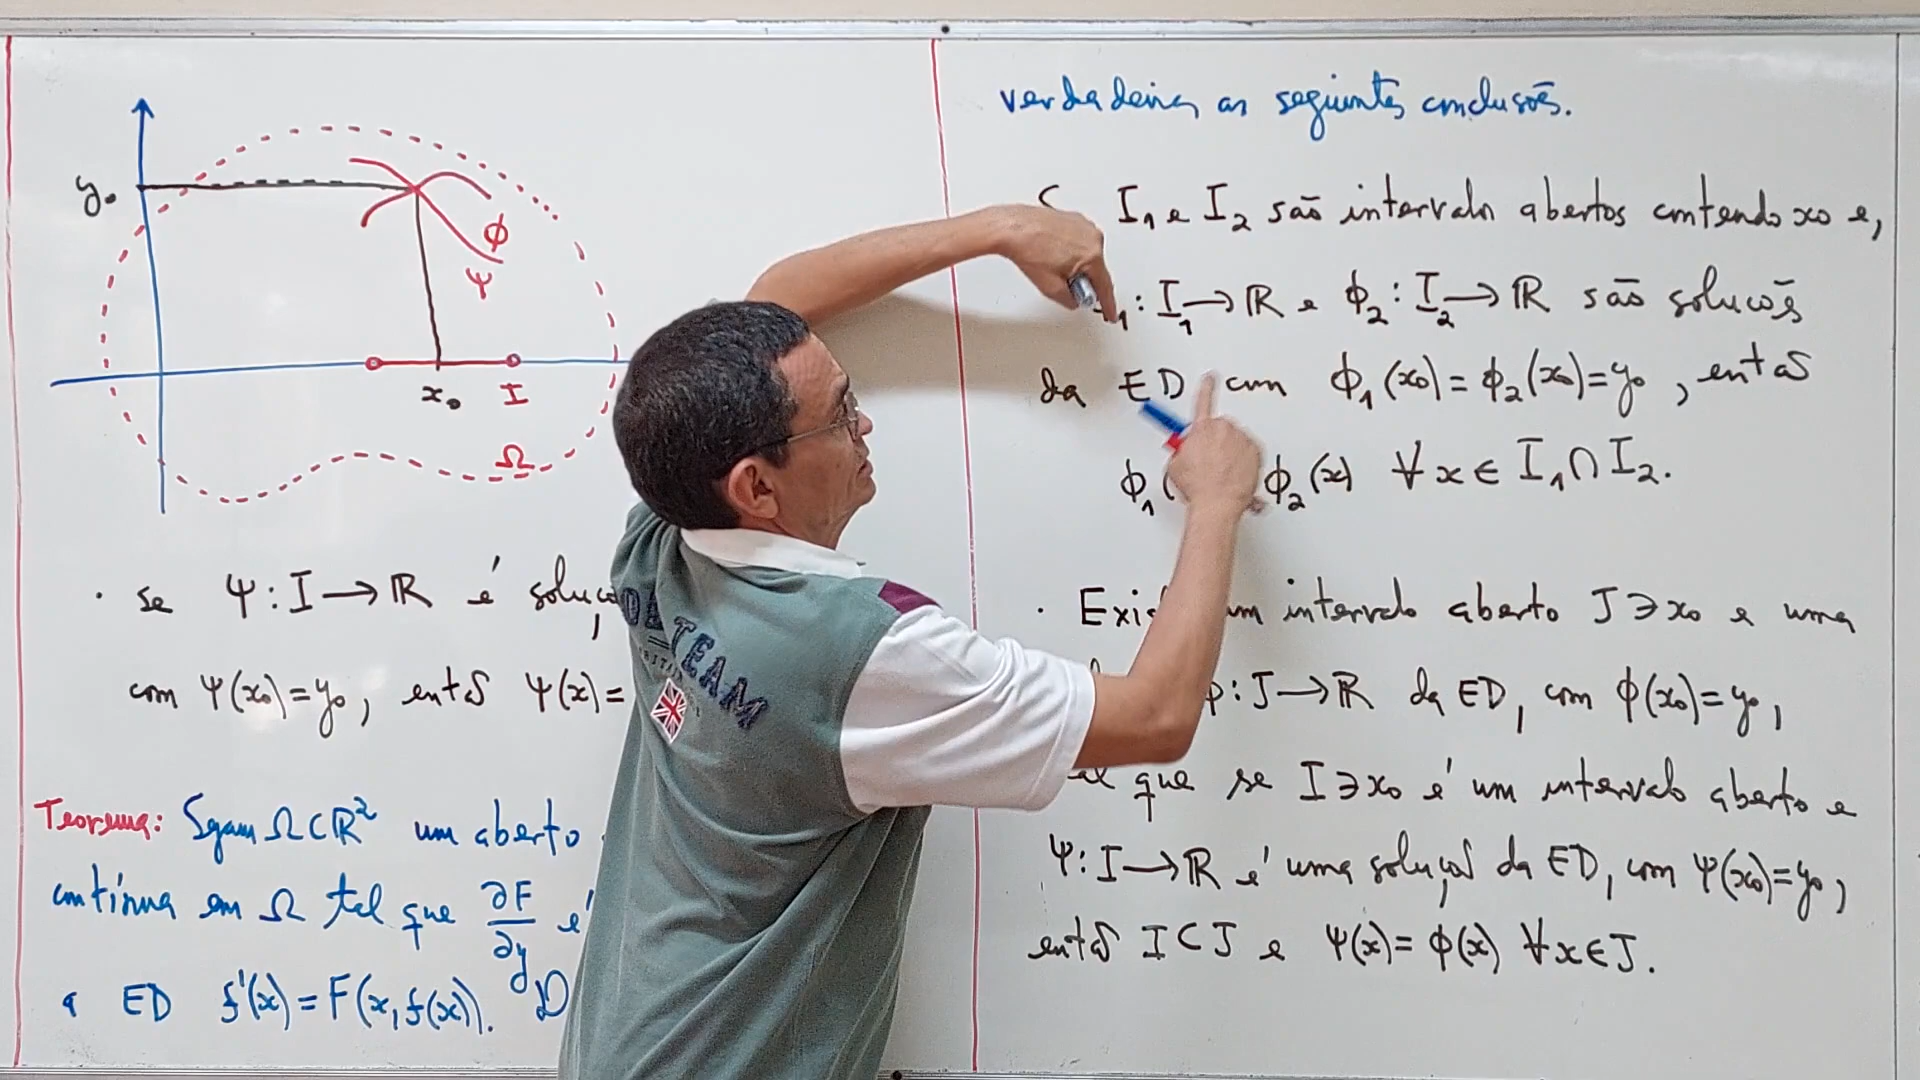 y₀
ϕ
Ψ
x₀ I
Ω
· se Ψ: I → ℝ é
com Ψ(x₀)=y₀, então Ψ(x)=
Teorema: Sejam Ω⊂ℝ² um aberto
contínua em Ω tal que ∂F/∂y é
a ED f'(x)=F(x,f(x)). D
TEAM
verdadeiras as seguintes conclusões.
I₁ e I₂ são intervalos abertos contendo x₀ e,
₁: I₁ → ℝ e ϕ₂: I₂ → ℝ são soluções
da ED com ϕ₁(x₀)=ϕ₂(x₀)=y₀, então
ϕ₁( ϕ₂(x) ∀x∈I₁∩I₂.
· um intervalo aberto J∋x₀ e uma
ϕ: J → ℝ da ED, com ϕ(x₀)=y₀,
que se I∋x₀ é um intervalo aberto e
Ψ: I → ℝ é uma solução da ED, com Ψ(x₀)=y₀,
então I⊂J e Ψ(x)=ϕ(x) ∀x∈J.